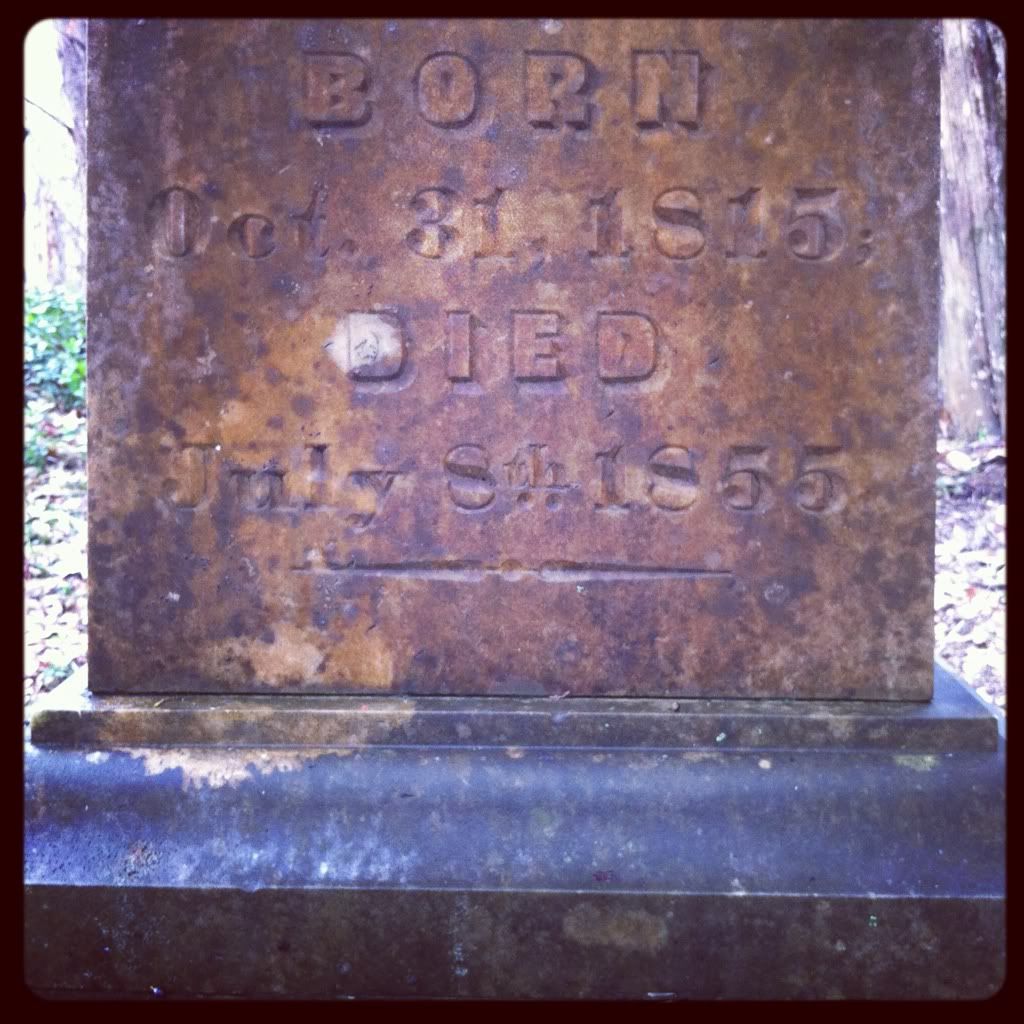 BORN
Oct. 31, 1815;
DIED
July 8th. 1855